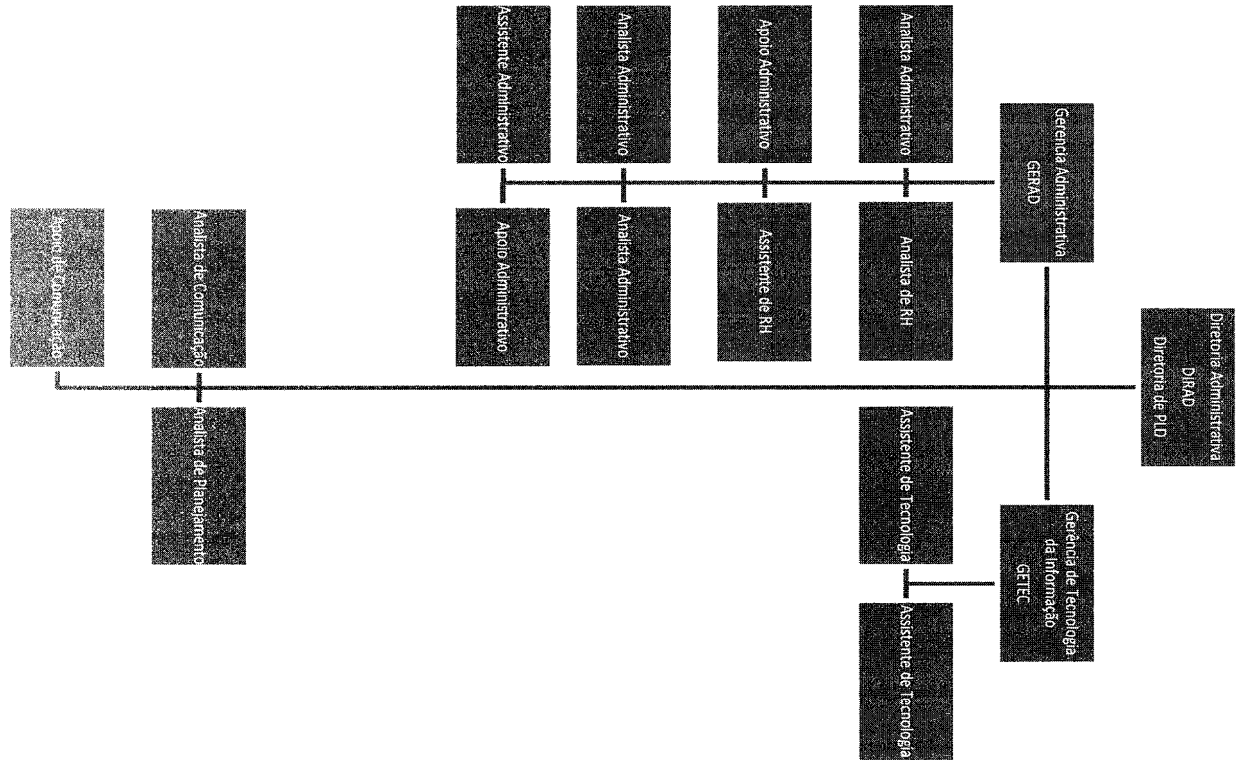 Diretoria Administrativa
– DIRAD
Diretoria de PLD
Gerencia Administrativa
GERAD
Gerência de Tecnologia
da Informação
GETEC
Analista Administrativo
Analista de RH
Assistente de Tecnologia
Assistente de Tecnologia
Apoio Administrativo
Assistente de RH
Analista Administrativo
Analista Administrativo
Assistente Administrativo
Apoio Administrativo
Analista de Comunicação
Analista de Planejamento
Apoio de Comunicação